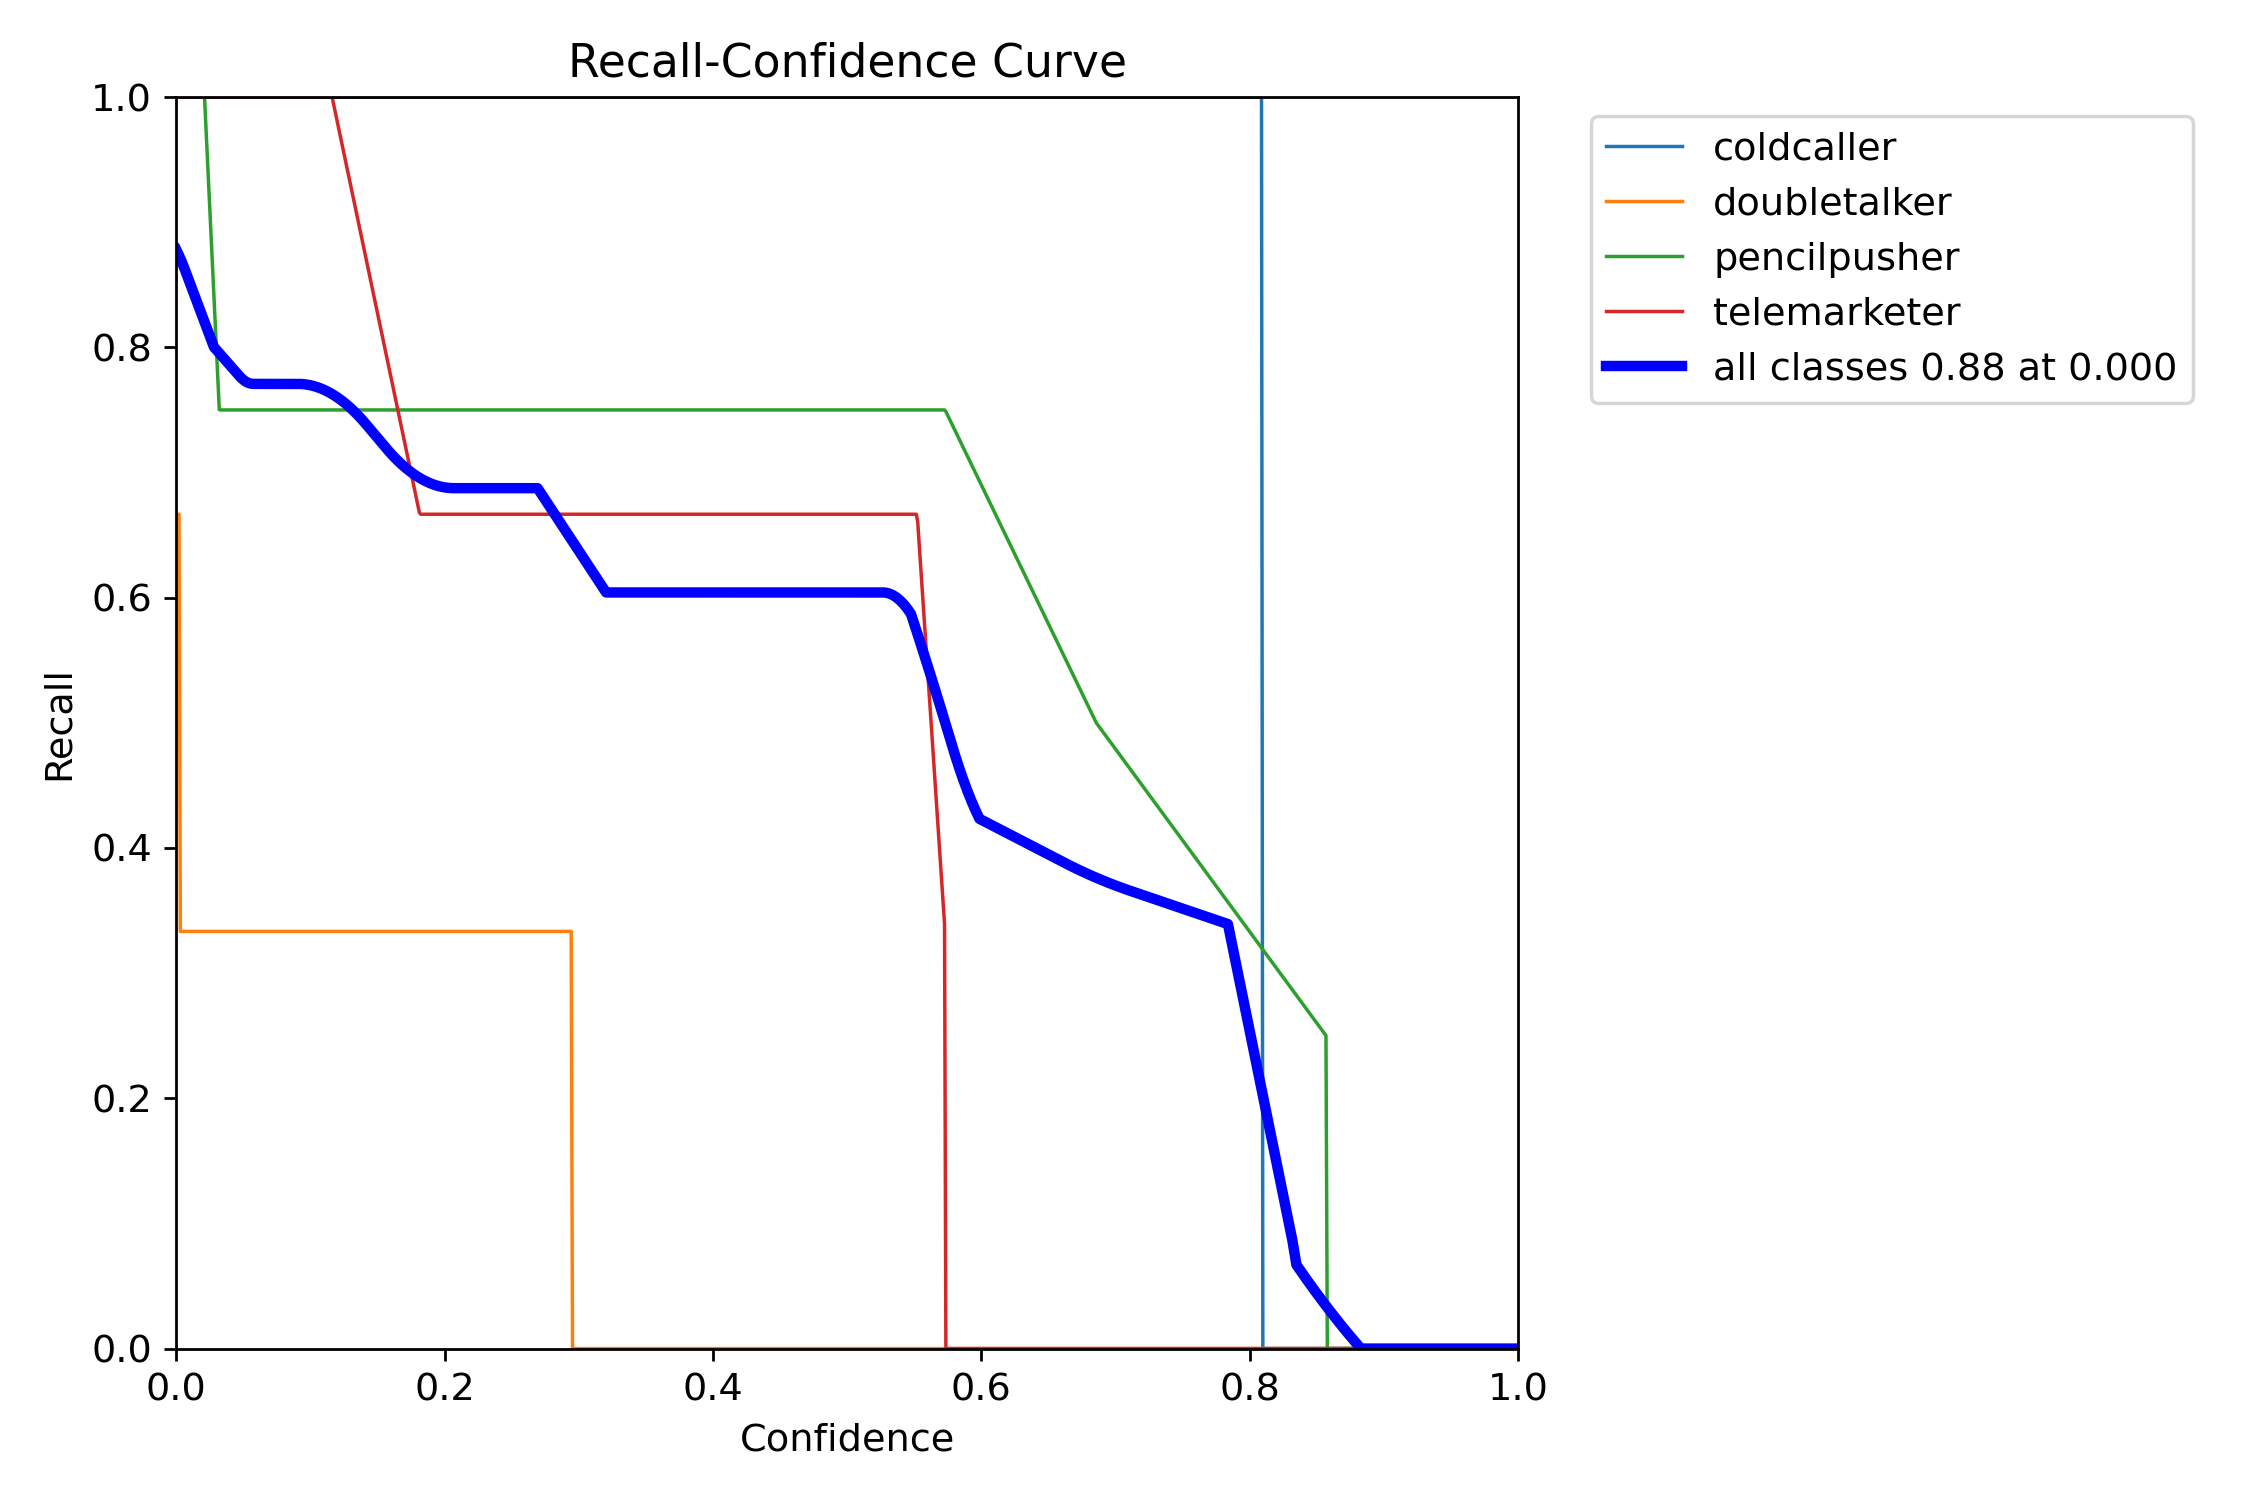 Recall-Confidence Curve
1.0
0.8
0.6
0.4
0.2
0.0
Recall
0.0 0.2 0.4 0.6 0.8 1.0
Confidence
coldcaller
doubletalker
pencilpusher
telemarketer
all classes 0.88 at 0.000